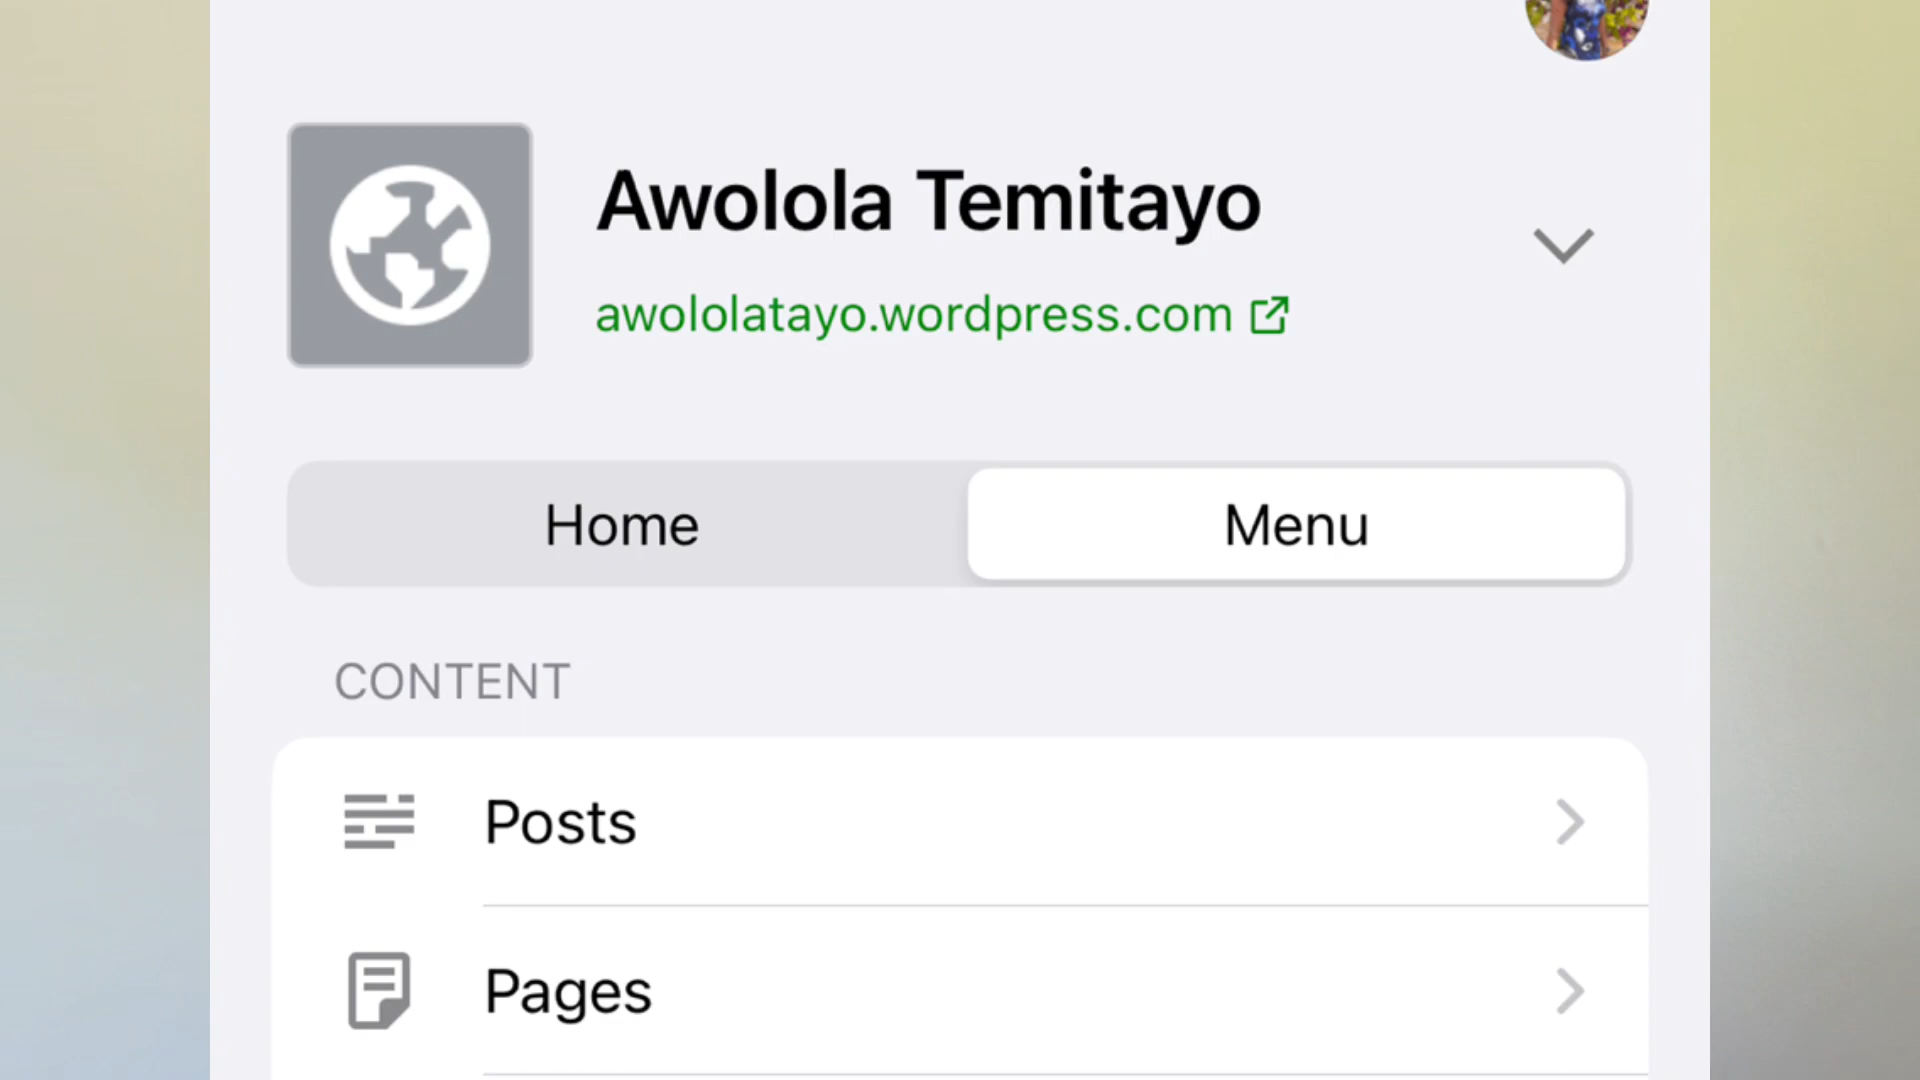 Awolola Temitayo
awololatayo.wordpress.com
Home
Menu
CONTENT
Posts
Pages